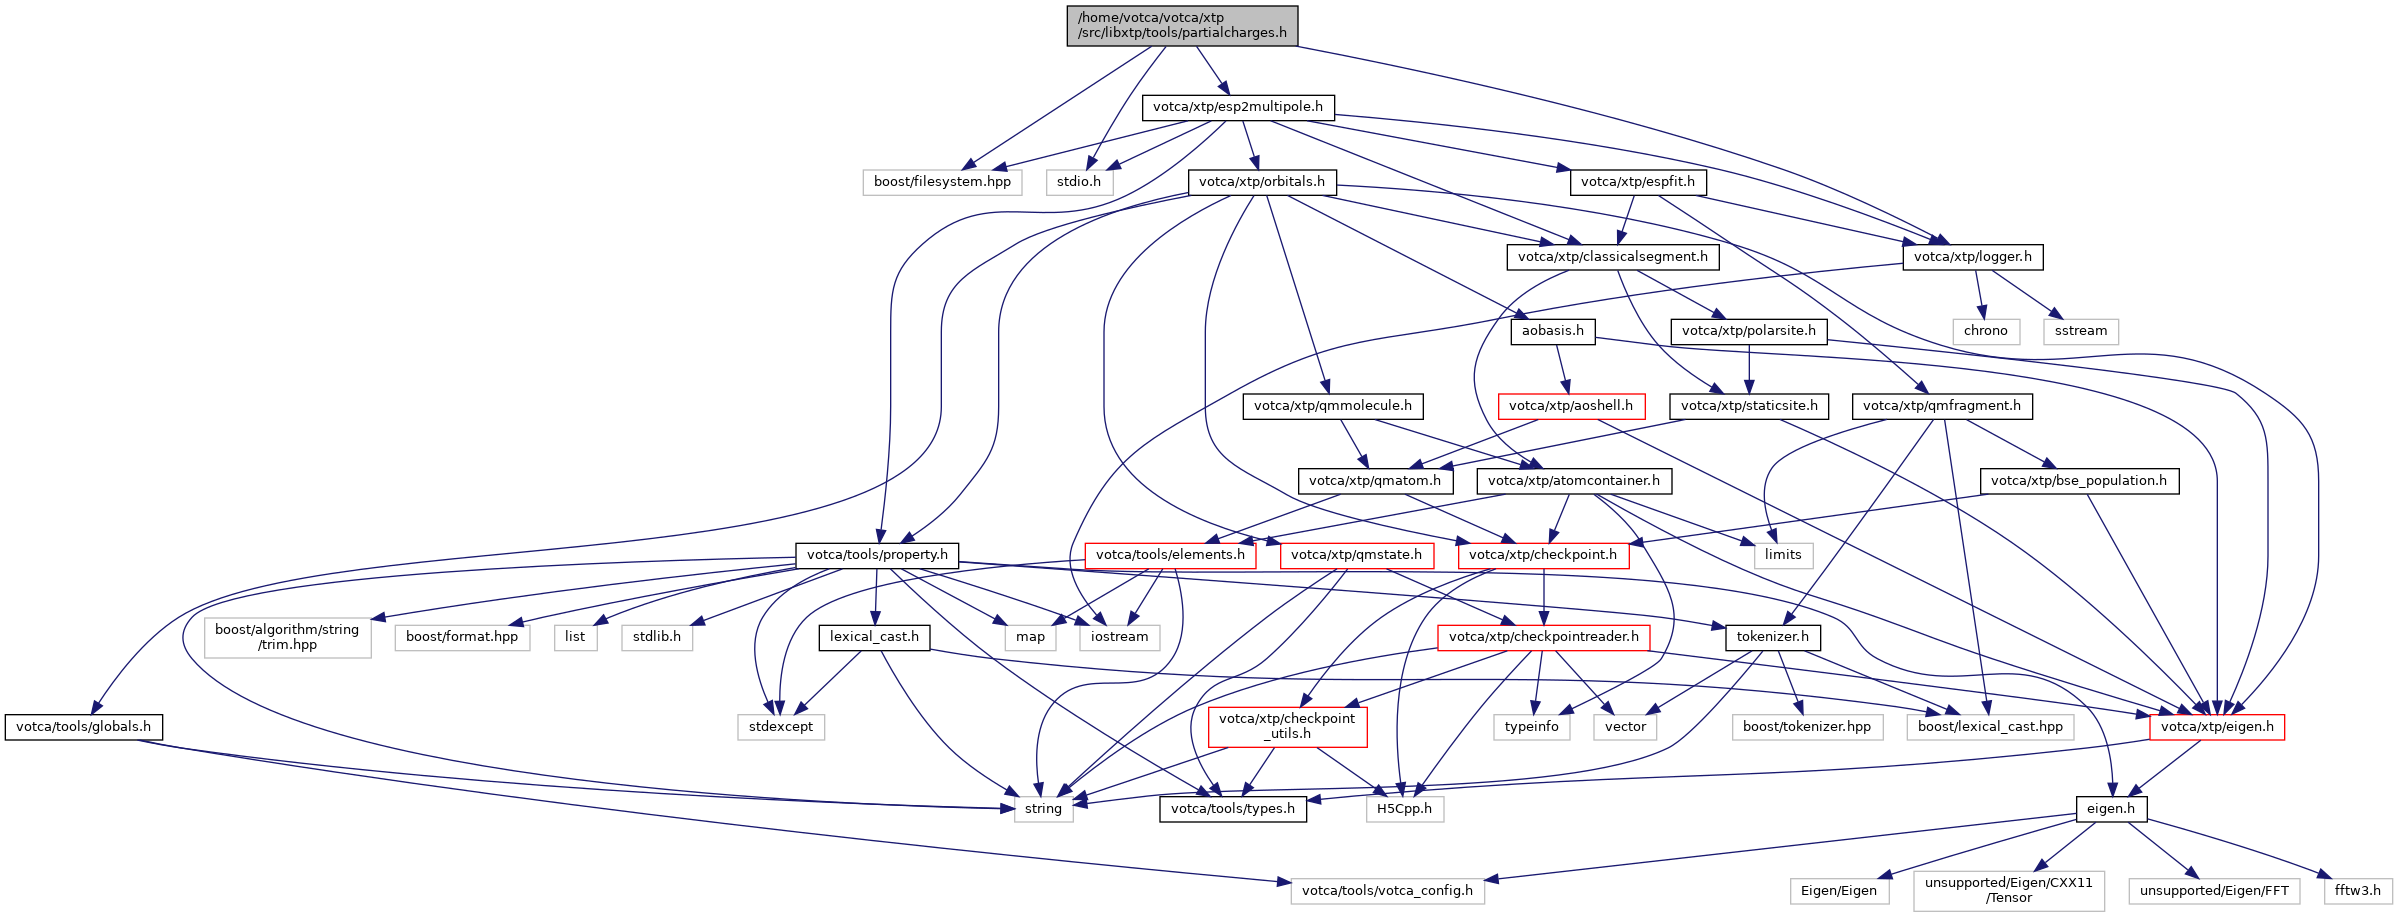 /home/votca/votca/xtp
/src/libxtp/tools/partialcharges.h
votca/xtp/esp2multipole.h
boost/filesystem.hpp
stdio.h
votca/xtp/orbitals.h
votca/xtp/espfit.h
votca/xtp/classicalsegment.h
votca/xtp/logger.h
aobasis.h
votca/xtp/polarsite.h
chrono
sstream
votca/xtp/qmmolecule.h
votca/xtp/aoshell.h
votca/xtp/staticsite.h
votca/xtp/qmfragment.h
votca/xtp/qmatom.h
votca/xtp/atomcontainer.h
votca/xtp/bse_population.h
votca/tools/property.h
votca/tools/elements.h
votca/xtp/qmstate.h
votca/xtp/checkpoint.h
limits
boost/algorithm/string
/trim.hpp
boost/format.hpp
list
stdlib.h
lexical_cast.h
map
iostream
votca/xtp/checkpointreader.h
tokenizer.h
votca/tools/globals.h
stdexcept
votca/xtp/checkpoint
_utils.h
typeinfo
vector
boost/tokenizer.hpp
boost/lexical_cast.hpp
votca/xtp/eigen.h
string
votca/tools/types.h
H5Cpp.h
eigen.h
votca/tools/votca_config.h
Eigen/Eigen
unsupported/Eigen/CXX11
/Tensor
unsupported/Eigen/FFT
fftw3.h